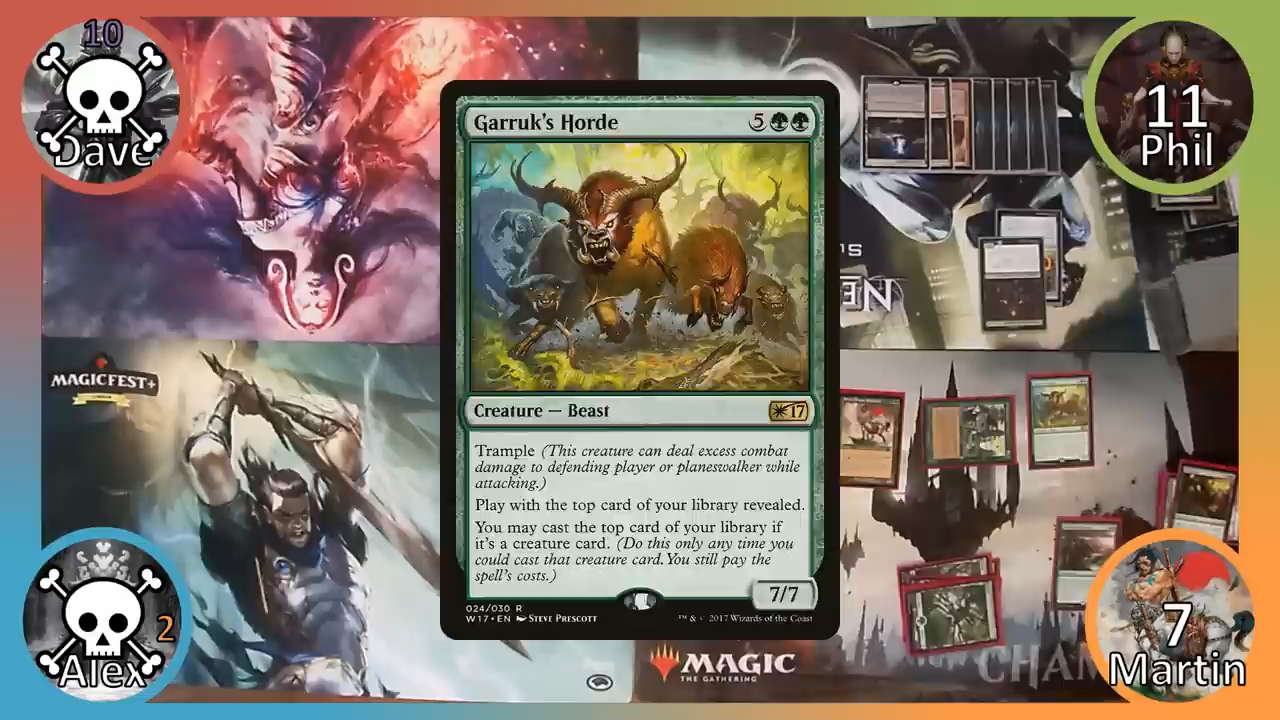 10
Dave
11
Phil
Garruk's Horde
5
Creature — Beast
17
Trample (This creature can deal excess combat
damage to defending player or planeswalker while
attacking.)
Play with the top card of your library revealed.
You may cast the top card of your library if
it's a creature card. (Do this only any time you
could cast that creature card. You still pay the
spell's costs.)
7/7
024/030 R
W17 • EN Steve Prescott
™ & © 2017 Wizards of the Coast
MAGICFEST+
2
Alex
MAGIC
THE GATHERING
CHAM
7
Martin